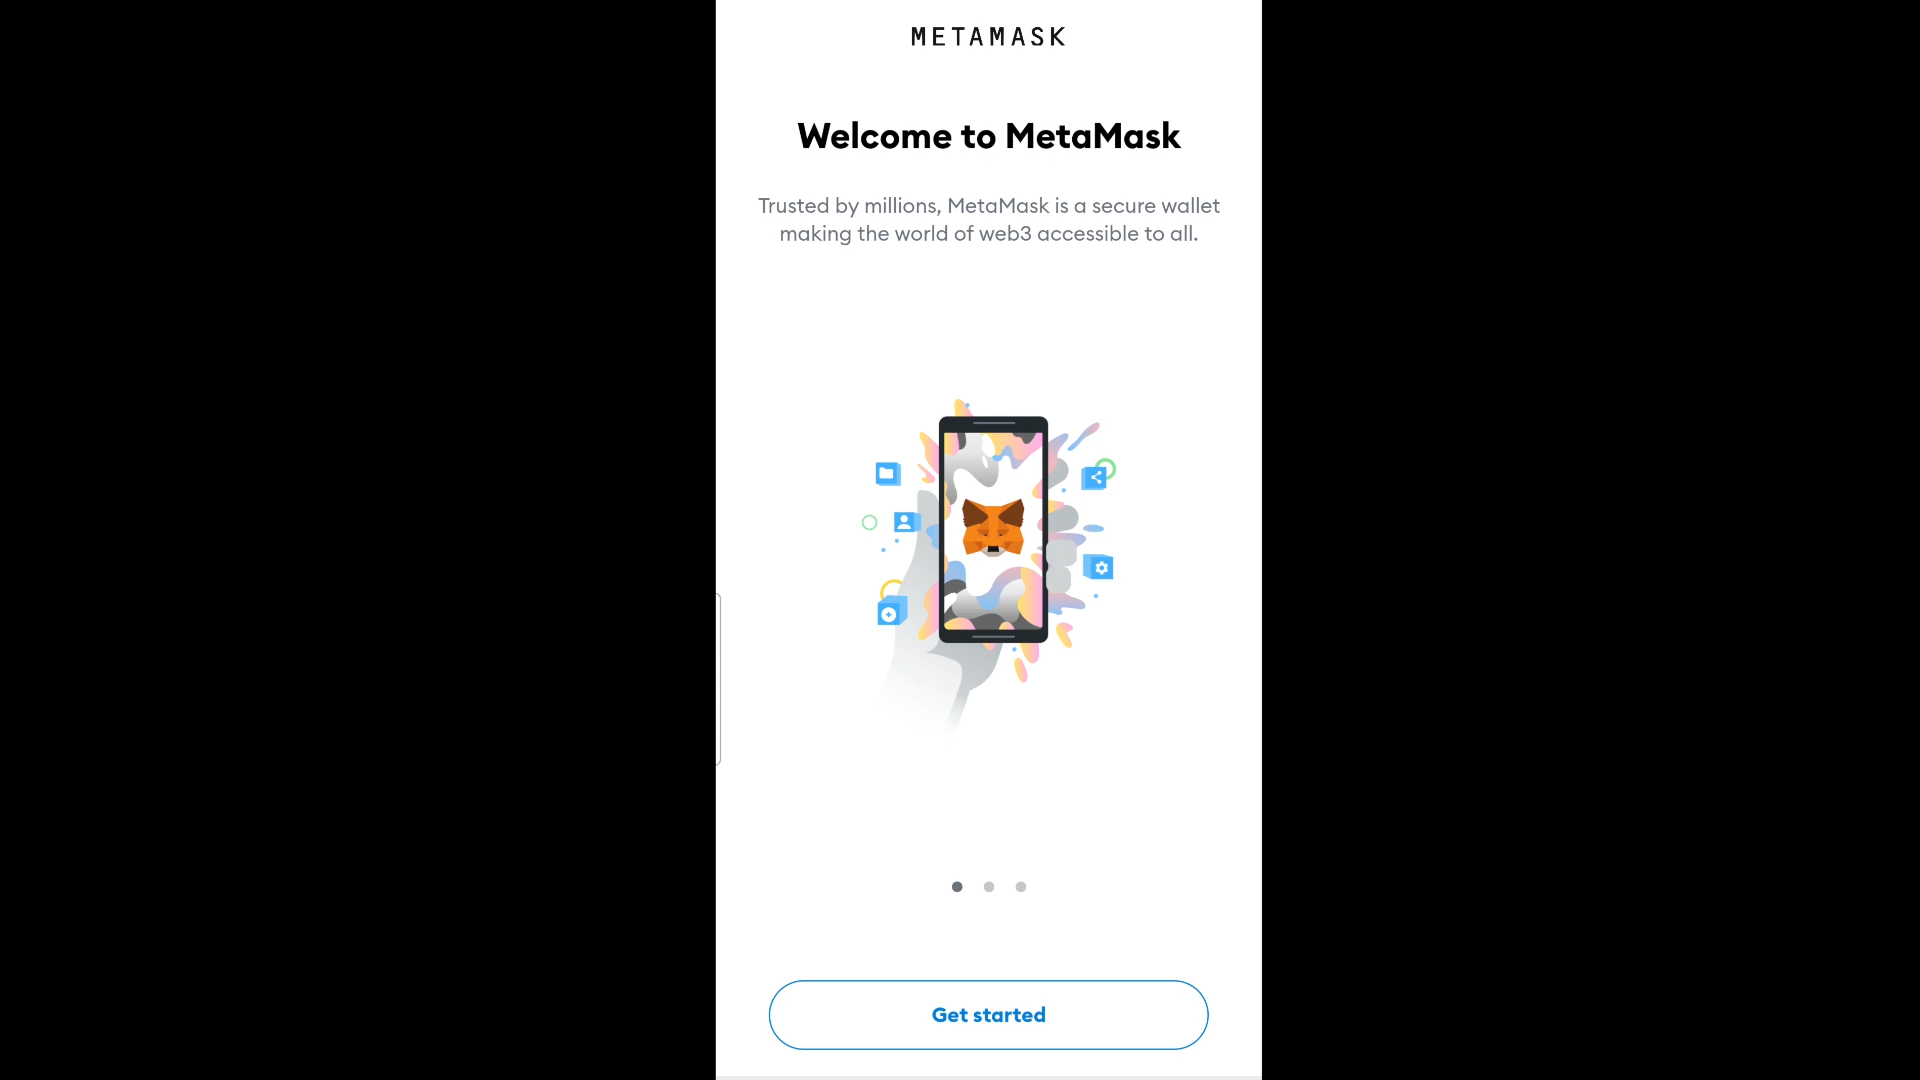 METAMASK
Welcome to MetaMask
Trusted by millions, MetaMask is a secure wallet
making the world of web3 accessible to all.
Get started